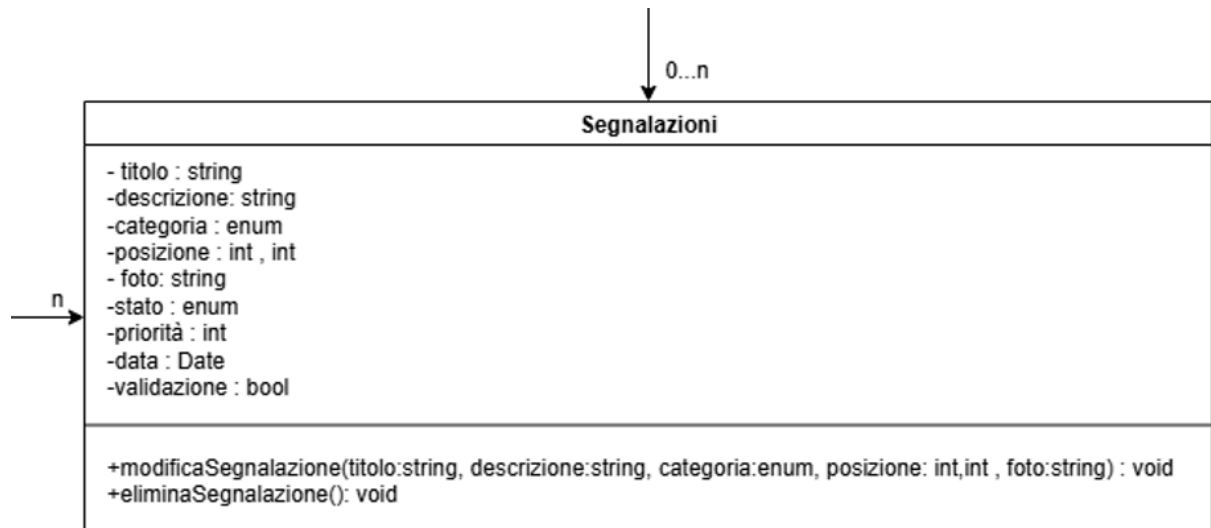 0...n
Segnalazioni
- titolo : string
-descrizione: string
-categoria : enum
-posizione : int , int
- foto: string
n
-stato : enum
-priorità : int
-data : Date
-validazione : bool
+modificaSegnalazione(titolo:string, descrizione:string, categoria:enum, posizione: int,int , foto:string) : void
+eliminaSegnalazione(): void